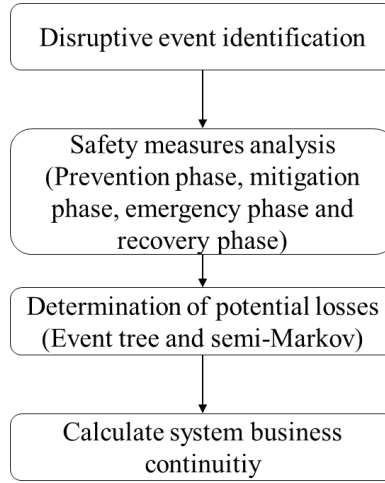 Disruptive event identification
Safety measures analysis
(Prevention phase, mitigation
phase, emergency phase and
recovery phase)
Determination of potential losses
(Event tree and semi-Markov)
Calculate system business
continuitiy